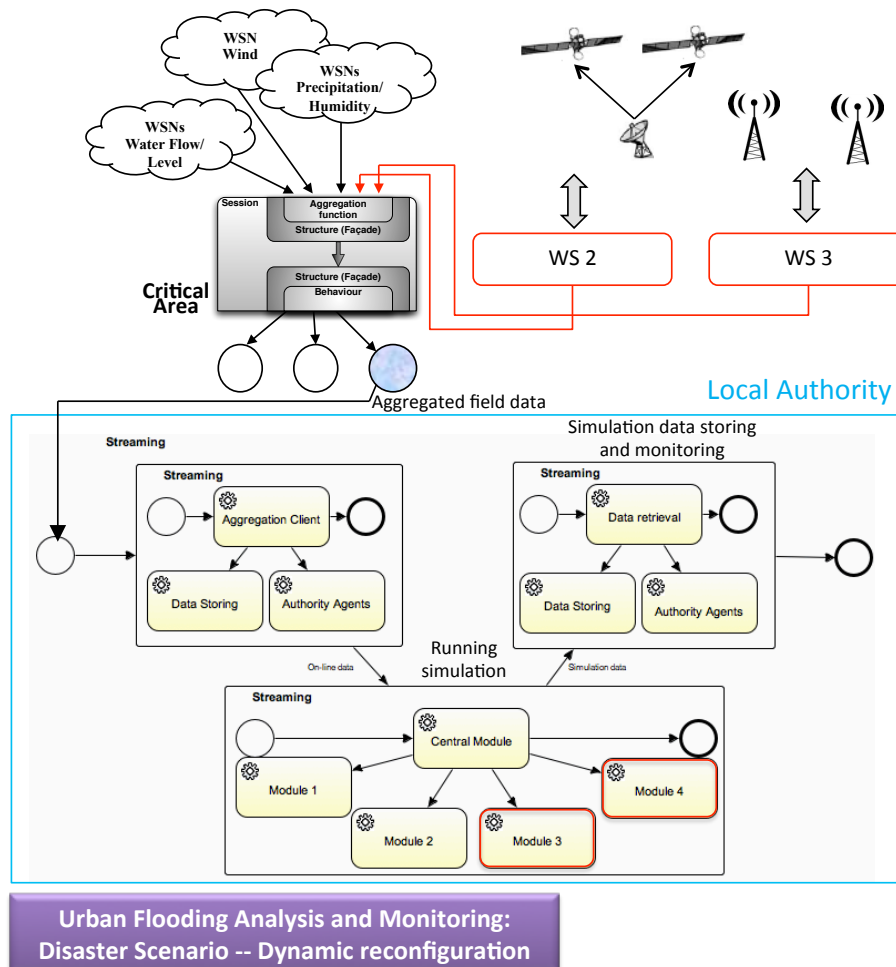 WSN
Wind
WSNs
Precipitation/
Humidity
WSNs
Water Flow/
Level
Session
Aggregation
function
Structure (Façade)
Structure (Façade)
Behaviour
Critical
Area
WS 2
WS 3
Aggregated field data
Local Authority
Streaming
Simulation data storing
and monitoring
Streaming
Aggregation Client
Data Storing
Authority Agents
Streaming
Data retrieval
Data Storing
Authority Agents
On-line data
Running
simulation
Simulation data
Streaming
Central Module
Module 1
Module 2
Module 3
Module 4
Urban Flooding Analysis and Monitoring:
Disaster Scenario -- Dynamic reconfiguration